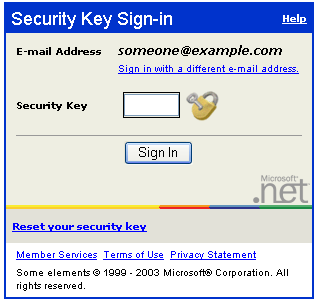 Security Key Sign-in Help
E-mail Address someone@example.com
Sign in with a different e-mail address.
Security Key
Sign In
Microsoft®
.net
Reset your security key
Member Services Terms of Use Privacy Statement
Some elements © 1999 - 2003 Microsoft® Corporation. All
rights reserved.